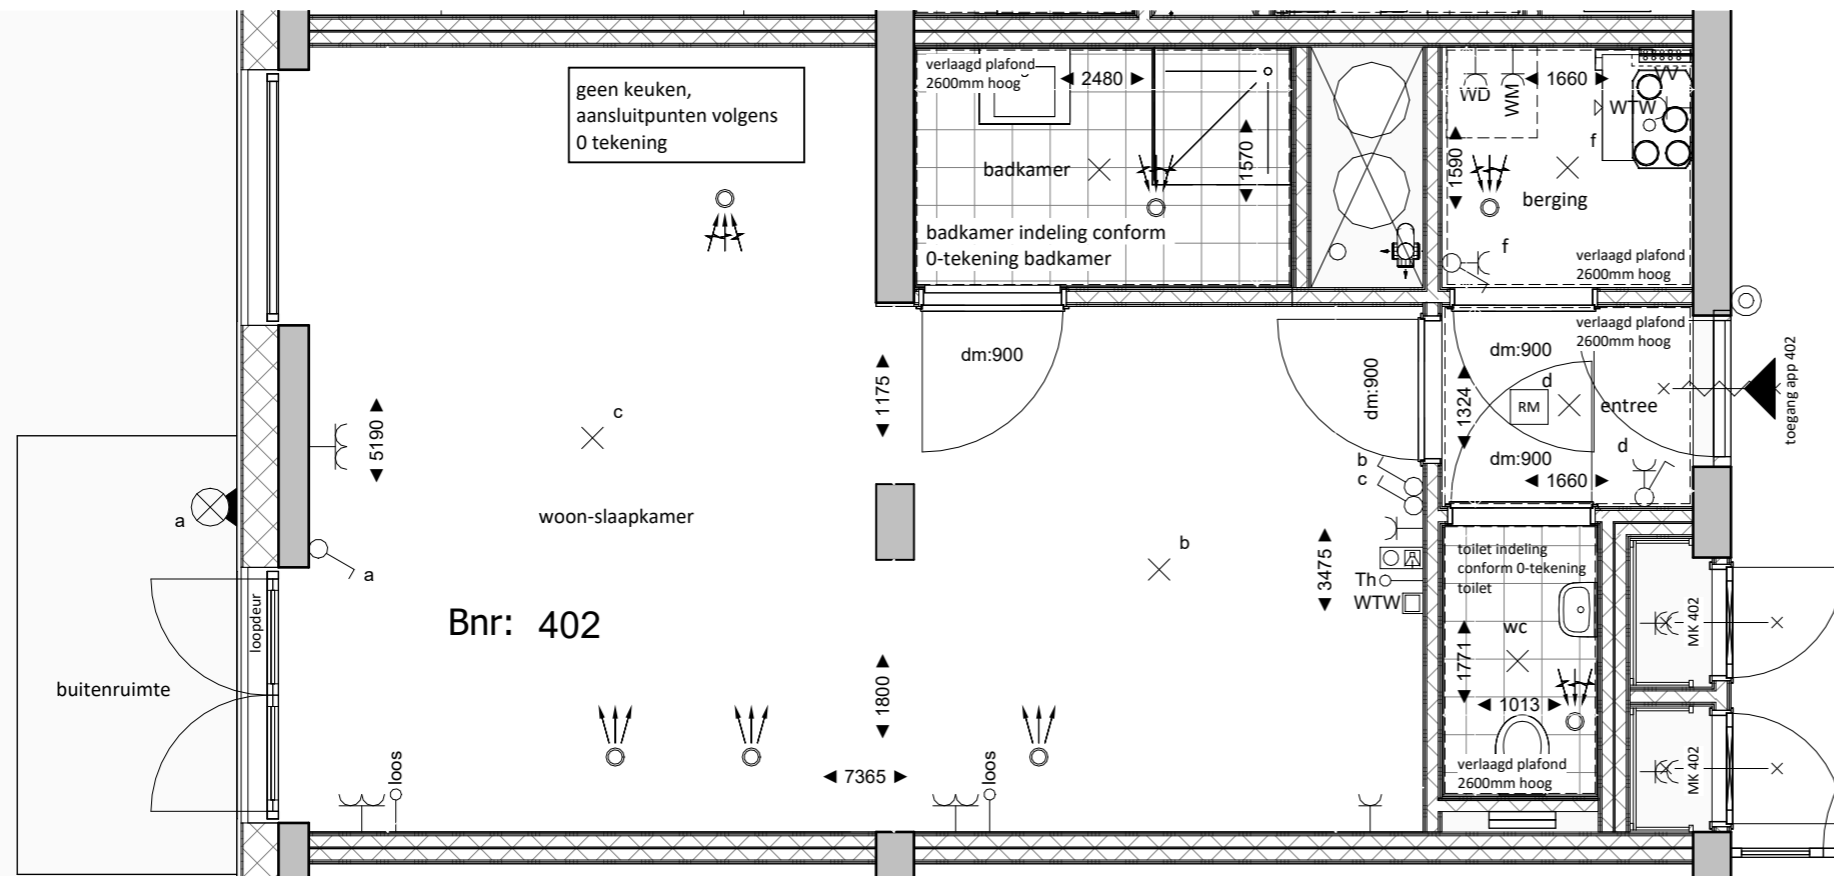 geen keuken,
aansluitpunten volgens
0 tekening
verlaagd plafond
2600mm hoog
2480
1570
badkamer
badkamer indeling conform
0-tekening badkamer
WD
WM
1660
WTW
f
1590
berging
f
verlaagd plafond
2600mm hoog
verlaagd plafond
2600mm hoog
dm:900
dm:900
dm:900
d
RM
entree
1324
dm:900
d
1660
toegang app 402
1175
5190
c
woon-slaapkamer
a
a
b
c
b
3475
Th
WTW
toilet indeling
conform 0-tekening
toilet
wc
1771
1013
verlaagd plafond
2600mm hoog
MK 402
MK 402
Bnr: 402
loopdeur
buitenruimte
1800
7365
loos
loos